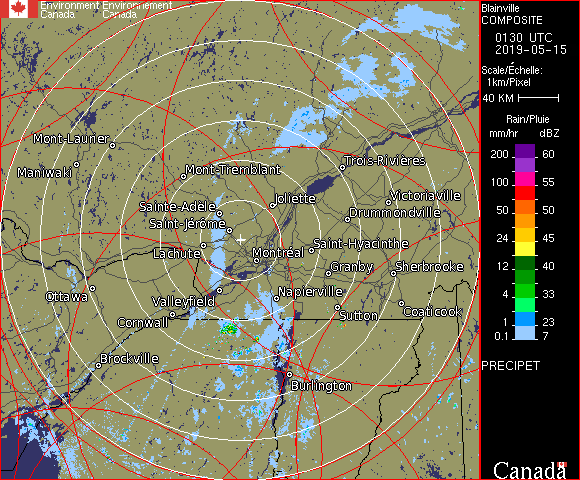 Environment Environnement
Canada Canada
Blainville
COMPOSITE
0130 UTC
2019-05-15
Scale/Échelle:
1km/Pixel
40 KM
Rain/Pluie
mm/hr dBZ
200 60
100 55
50 50
24 45
12 40
4 33
1 23
0.1 7
PRECIPET
Canada
Mont-Laurier
Maniwaki
Mont-Tremblant
Trois-Rivières
Sainte-Adèle
Joliette
Victoriaville
Drummondville
Saint-Jérôme
Saint-Hyacinthe
Lachute
Montréal
Granby
Sherbrooke
Ottawa
Valleyfield
Napierville
Coaticook
Cornwall
Sutton
Brockville
Burlington